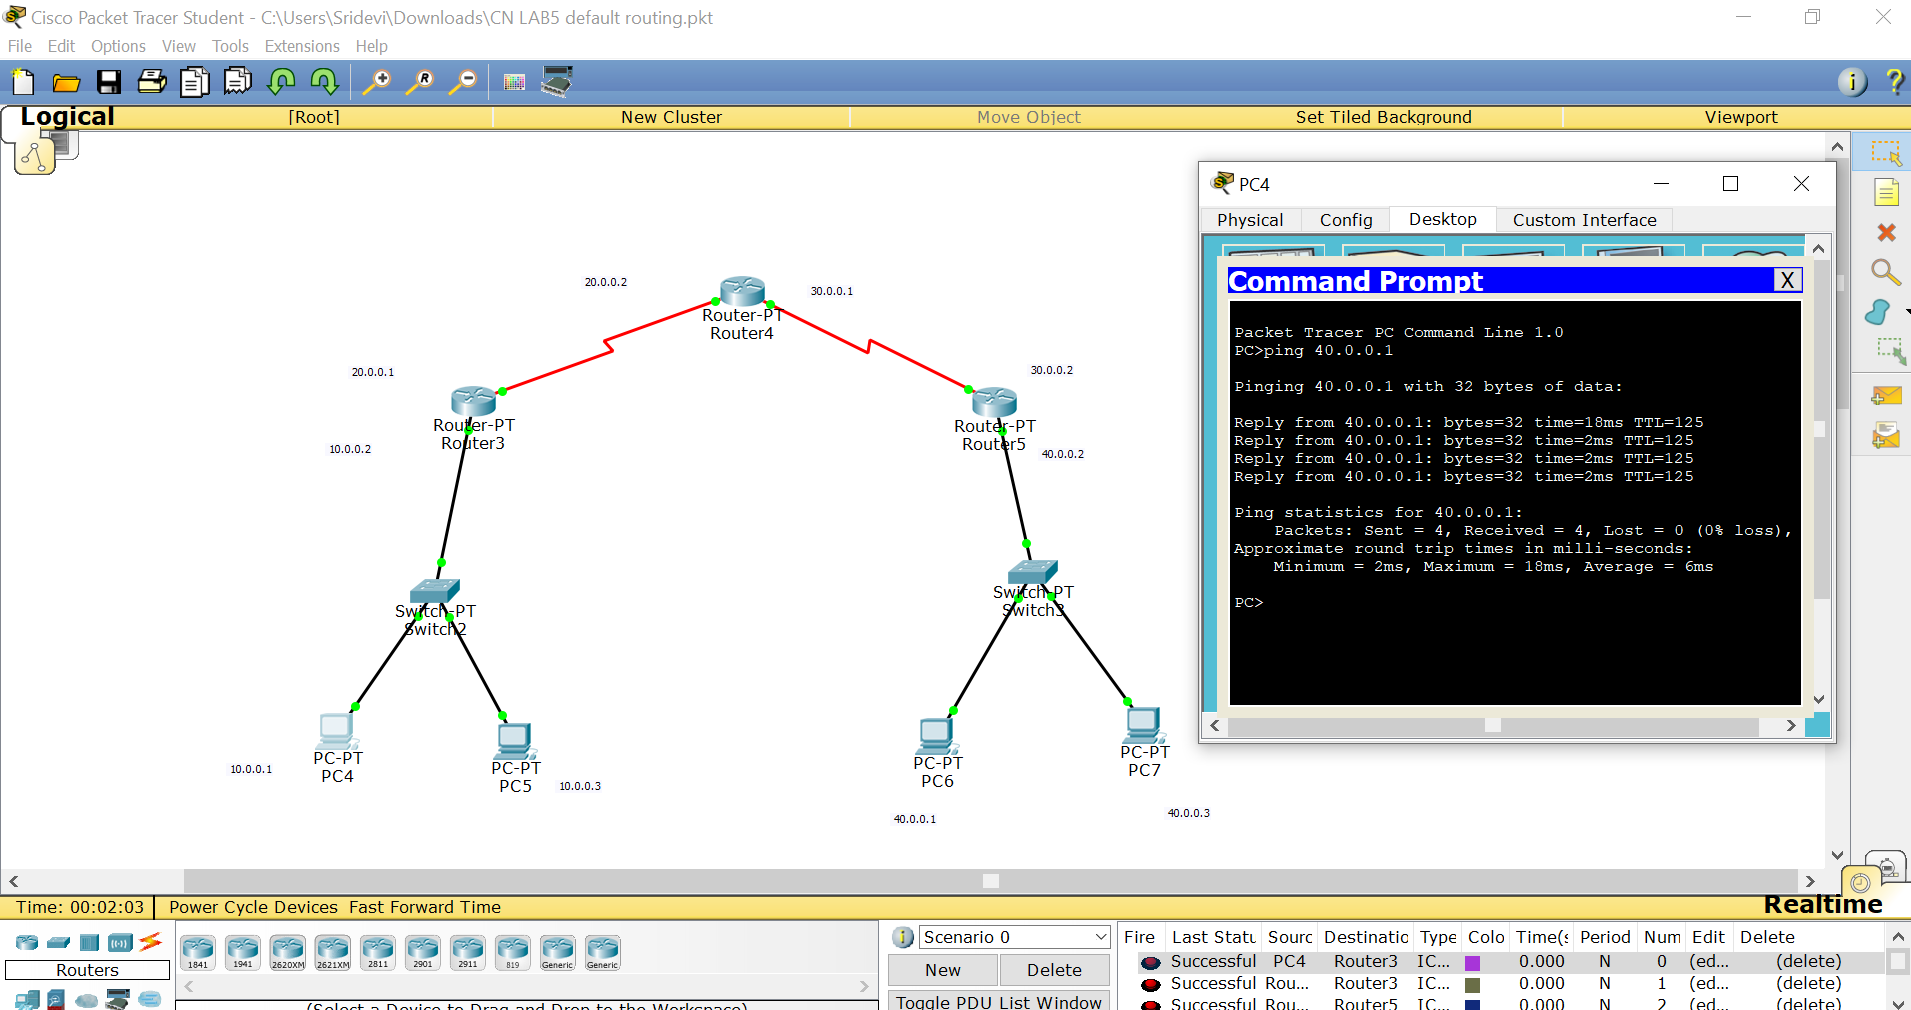 Cisco Packet Tracer Student - C:\Users\Sridevi\Downloads\CN LAB5 default routing.pkt
File Edit Options View Tools Extensions Help
Logical [Root] New Cluster Move Object Set Tiled Background Viewport
20.0.0.2
30.0.0.1
Router-PT
Router4
20.0.0.1
30.0.0.2
Router-PT
Router3
Router-PT
Router5
10.0.0.2
40.0.0.2
Switch-PT
Switch2
Switch-PT
Switch3
PC-PT
PC4
PC-PT
PC5
PC-PT
PC6
PC-PT
PC7
10.0.0.1
10.0.0.3
40.0.0.1
40.0.0.3
PC4
Physical Config Desktop Custom Interface
Command Prompt X
Packet Tracer PC Command Line 1.0
PC>ping 40.0.0.1
Pinging 40.0.0.1 with 32 bytes of data:
Reply from 40.0.0.1: bytes=32 time=18ms TTL=125
Reply from 40.0.0.1: bytes=32 time=2ms TTL=125
Reply from 40.0.0.1: bytes=32 time=2ms TTL=125
Reply from 40.0.0.1: bytes=32 time=2ms TTL=125
Ping statistics for 40.0.0.1:
Packets: Sent = 4, Received = 4, Lost = 0 (0% loss),
Approximate round trip times in milli-seconds:
Minimum = 2ms, Maximum = 18ms, Average = 6ms
PC>
Time: 00:02:03 Power Cycle Devices Fast Forward Time Realtime
Routers
1841 1941 2620XM 2621XM 2811 2901 2911 819 Generic Generic
(Select a Device to Drag and Drop to the Workspace)
Scenario 0
New Delete
Toggle PDU List Window
Fire Last Statu Sourc Destinatio Type Colo Time(s Period Num Edit Delete
Successful PC4 Router3 IC... 0.000 N 0 (ed... (delete)
Successful Rou... Router3 IC... 0.000 N 1 (ed... (delete)
Successful Rou... Router5 IC... 0.000 N 2 (ed... (delete)